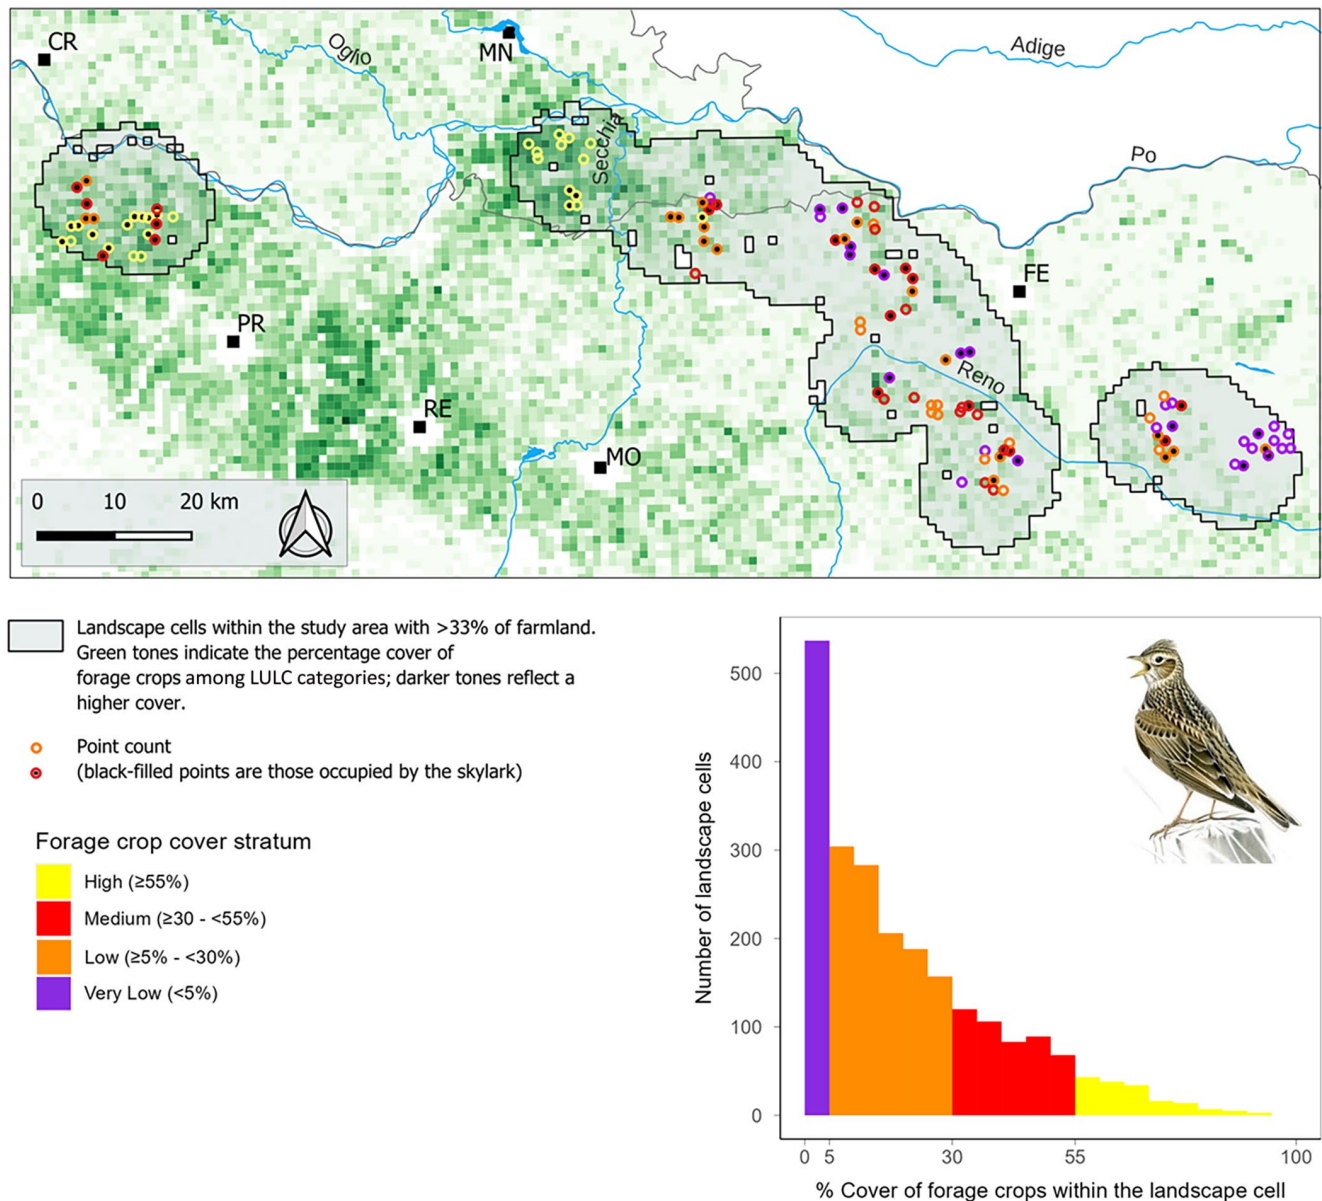 CR
Oglio
MN
Adige
Secchia
Po
FE
PR
Reno
RE
MO
0 10 20 km
Landscape cells within the study area with >33% of farmland.
Green tones indicate the percentage cover of
forage crops among LULC categories; darker tones reflect a
higher cover.
Point count
(black-filled points are those occupied by the skylark)
Forage crop cover stratum
High (≥55%)
Medium (≥30 - <55%)
Low (≥5% - <30%)
Very Low (<5%)
Number of landscape cells
500
400
300
200
100
0
0 5 30 55 100
% Cover of forage crops within the landscape cell